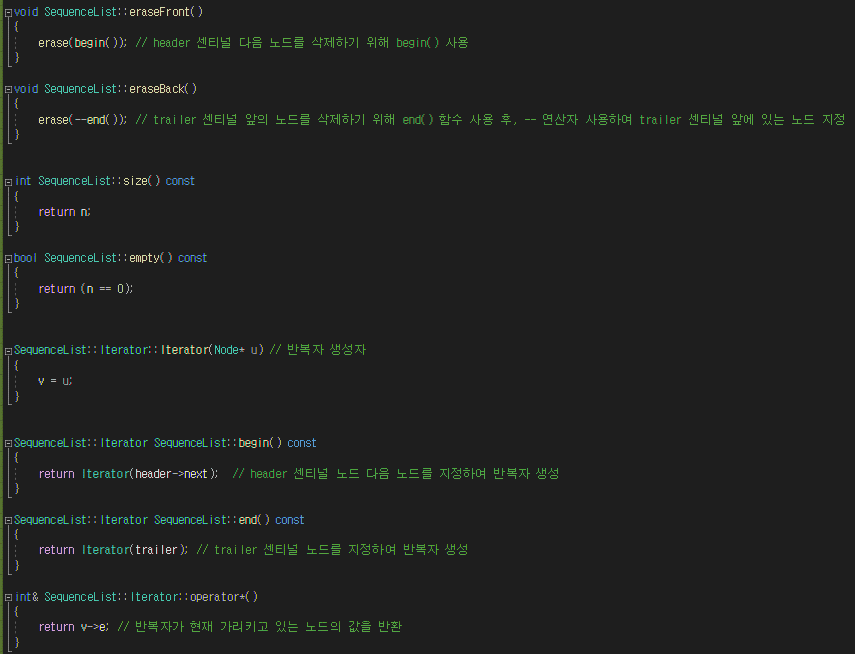 void SequenceList::eraseFront()
{
erase(begin()); // header 센티널 다음 노드를 삭제하기 위해 begin() 사용
}
void SequenceList::eraseBack()
{
erase(--end()); // trailer 센티널 앞의 노드를 삭제하기 위해 end() 함수 사용 후, -- 연산자 사용하여 trailer 센티널 앞에 있는 노드 지정
}
int SequenceList::size() const
{
return n;
}
bool SequenceList::empty() const
{
return (n == 0);
}
SequenceList::Iterator::Iterator(Node* u) // 반복자 생성자
{
v = u;
}
SequenceList::Iterator SequenceList::begin() const
{
return Iterator(header->next); // header 센티널 노드 다음 노드를 지정하여 반복자 생성
}
SequenceList::Iterator SequenceList::end() const
{
return Iterator(trailer); // trailer 센티널 노드를 지정하여 반복자 생성
}
int& SequenceList::Iterator::operator*()
{
return v->e; // 반복자가 현재 가리키고 있는 노드의 값을 반환
}